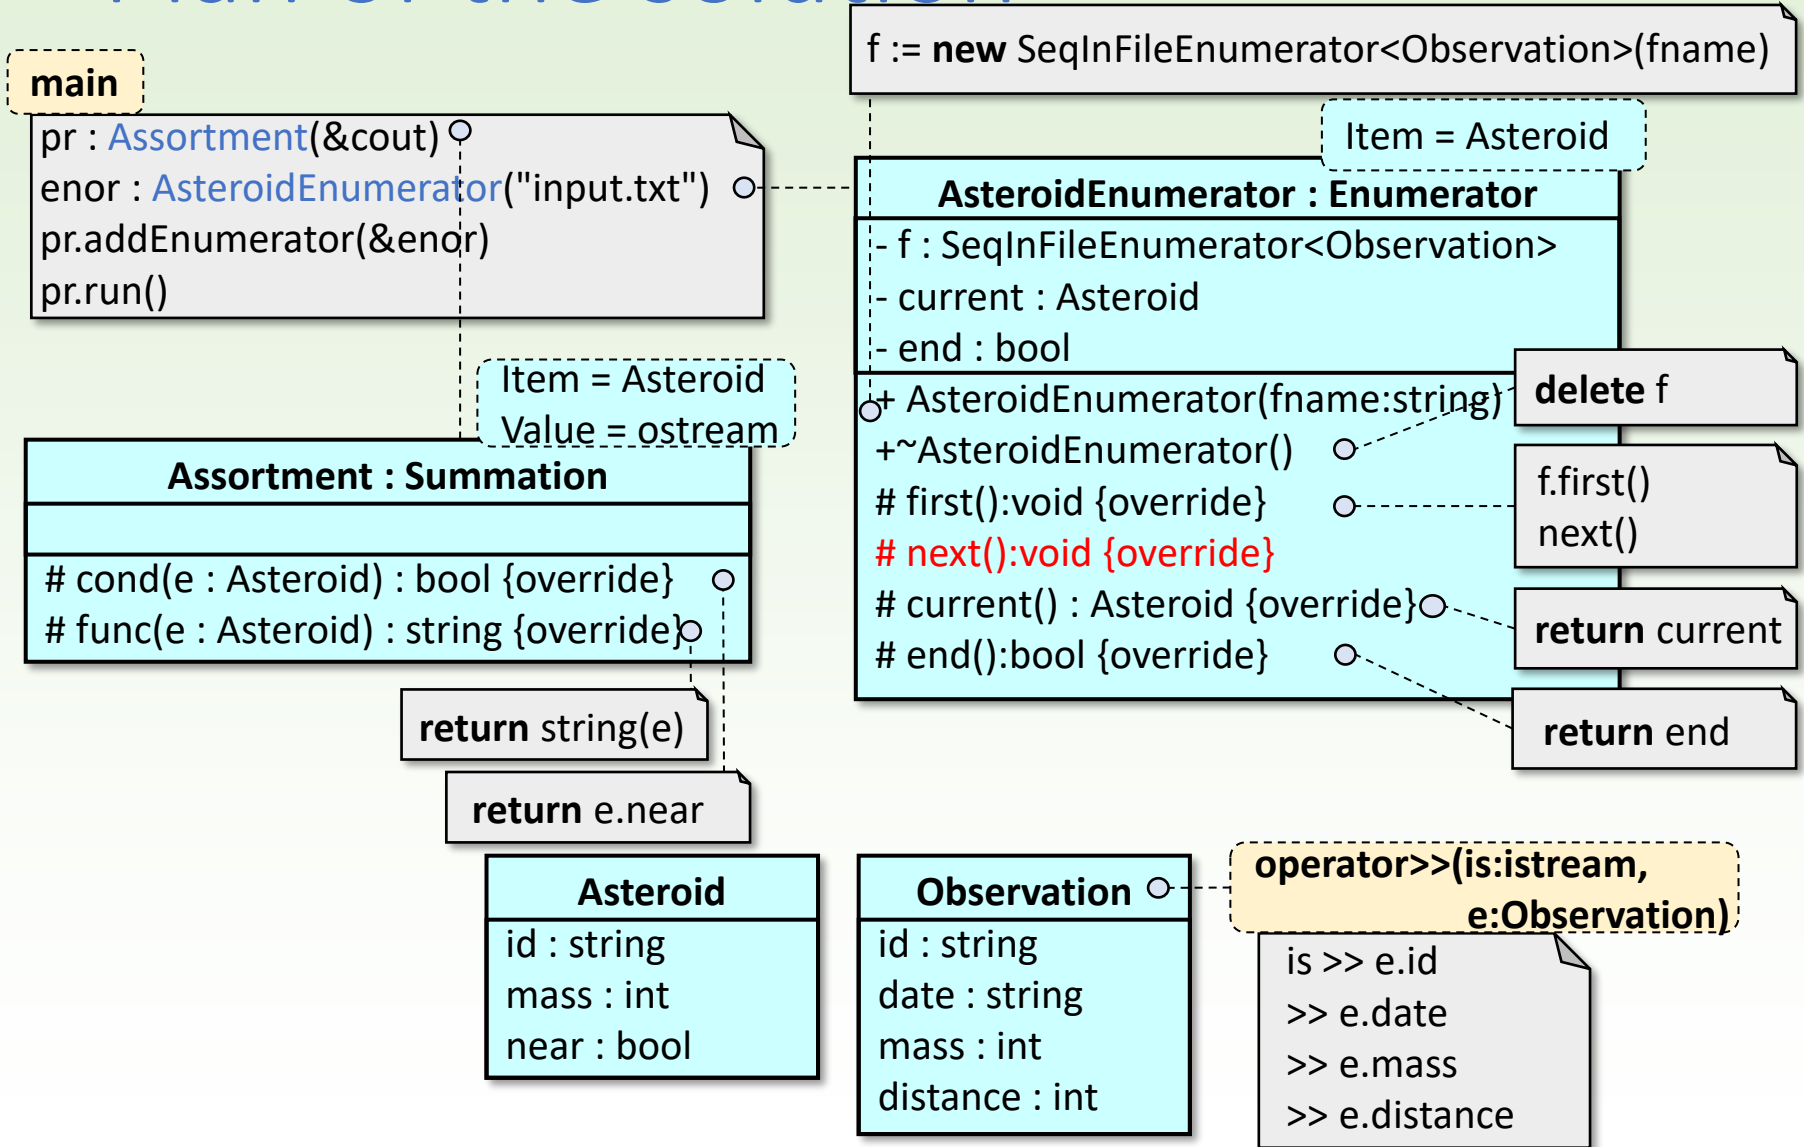 Plan of the solution
f := new SeqInFileEnumerator<Observation>(fname)
main
pr : Assortment(&cout)
enor : AsteroidEnumerator("input.txt")
pr.addEnumerator(&enor)
pr.run()
Item = Asteroid
AsteroidEnumerator : Enumerator
- f : SeqInFileEnumerator<Observation>
- current : Asteroid
- end : bool
+ AsteroidEnumerator(fname:string)
+~AsteroidEnumerator()
# first():void {override}
# next():void {override}
# current() : Asteroid {override}
# end():bool {override}
delete f
f.first()
next()
return current
return end
Item = Asteroid
Value = ostream
Assortment : Summation
# cond(e : Asteroid) : bool {override}
# func(e : Asteroid) : string {override}
return string(e)
return e.near
Asteroid
id : string
mass : int
near : bool
Observation
id : string
date : string
mass : int
distance : int
operator>>(is:istream,
e:Observation)
is >> e.id
>> e.date
>> e.mass
>> e.distance